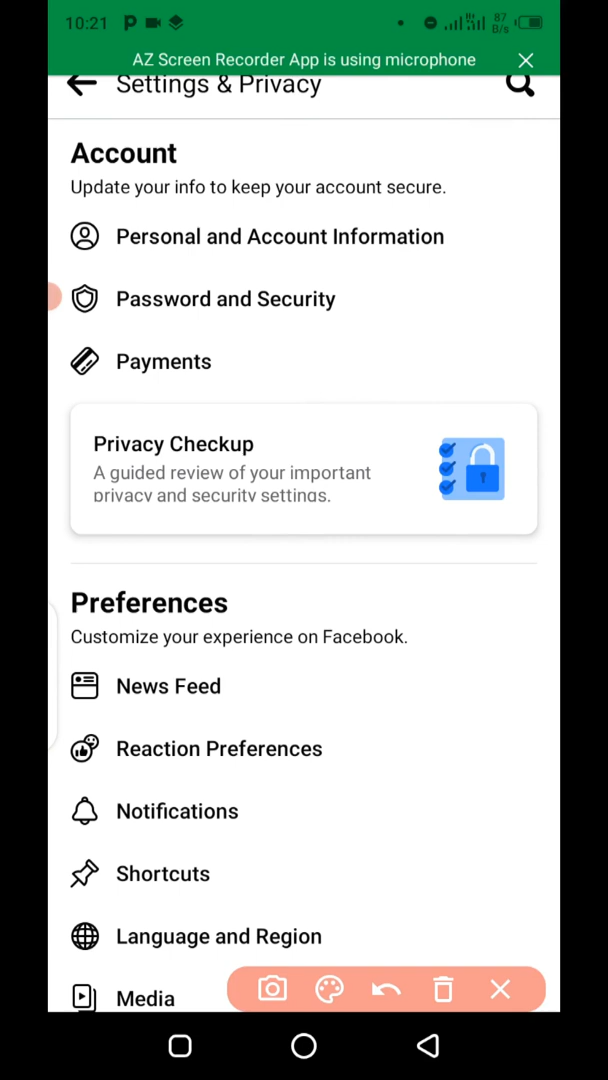 10:21 P 87 B/s
AZ Screen Recorder App is using microphone
Settings & Privacy
Account
Update your info to keep your account secure.
Personal and Account Information
Password and Security
Payments
Privacy Checkup
A guided review of your important
privacy and security settings.
Preferences
Customize your experience on Facebook.
News Feed
Reaction Preferences
Notifications
Shortcuts
Language and Region
Media